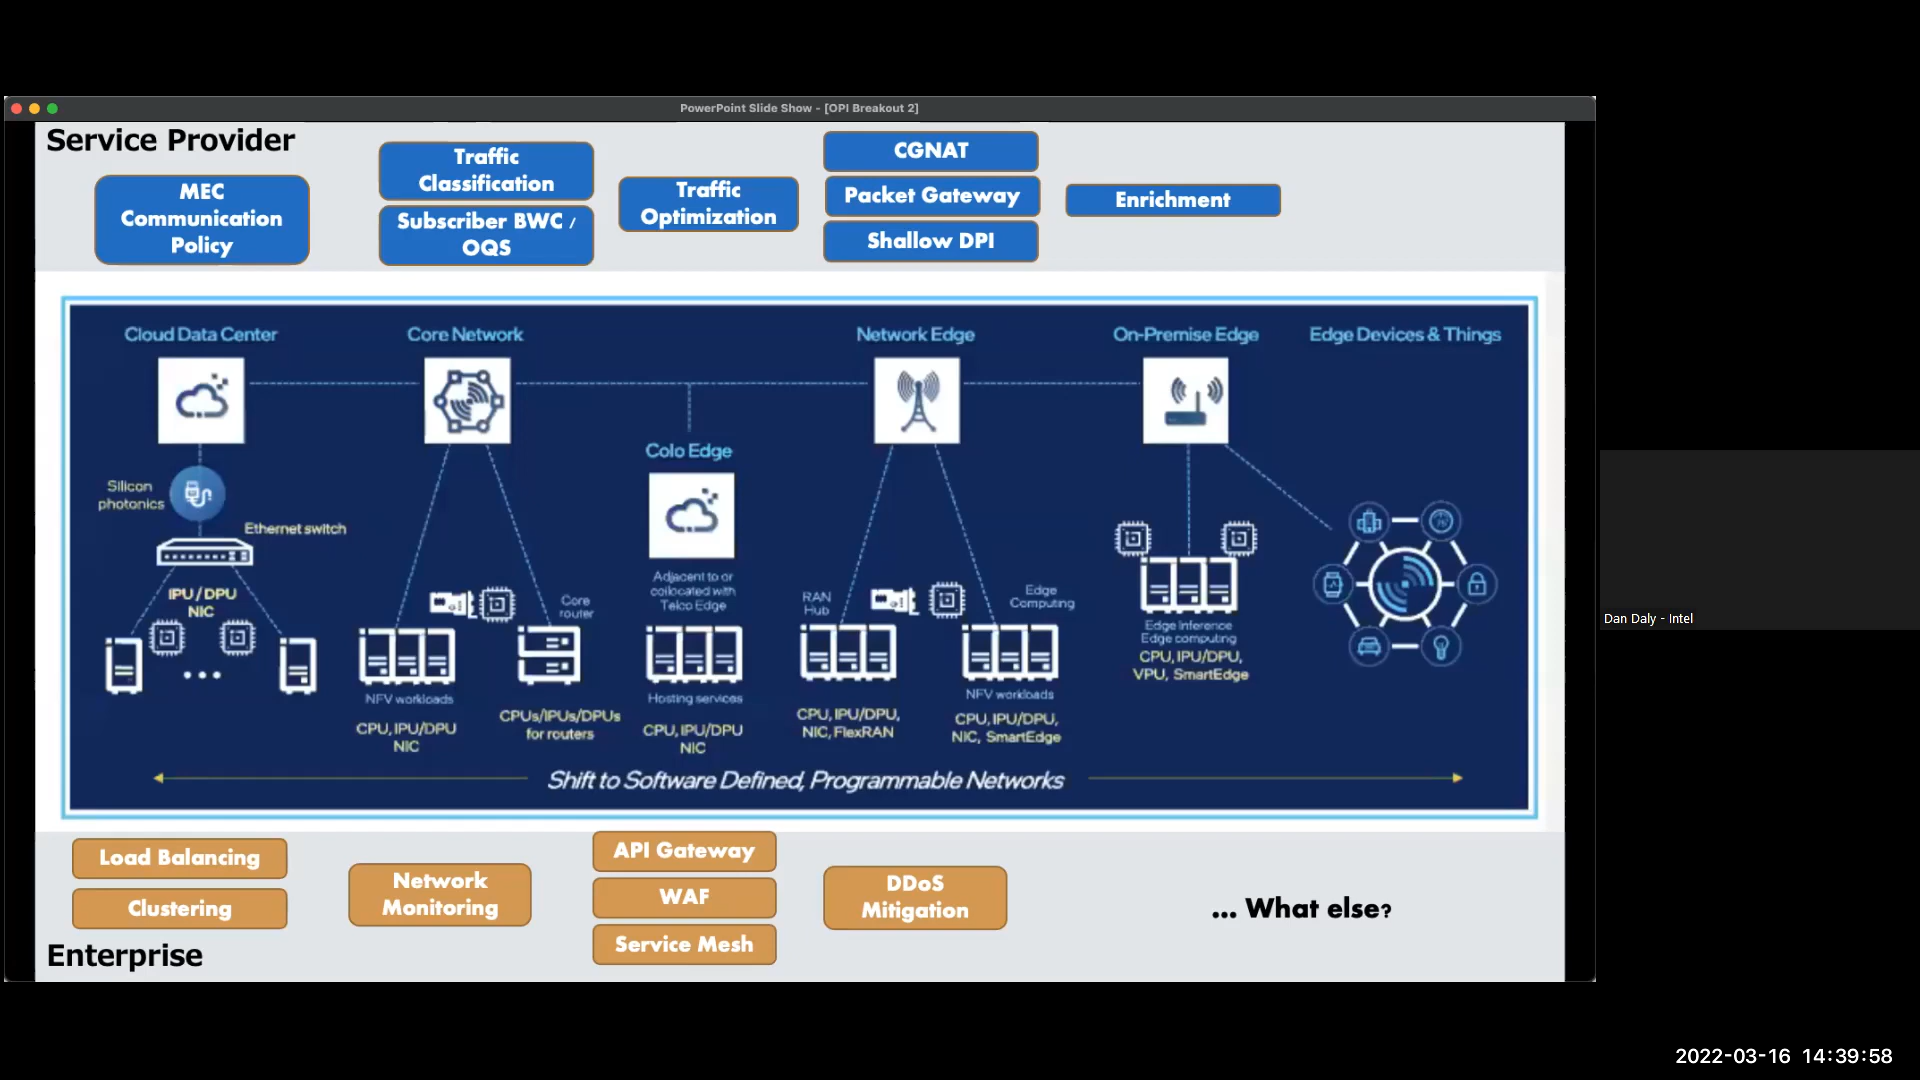 PowerPoint Slide Show - [OPI Breakout 2]
Service Provider
MEC
Communication
Policy
Traffic
Classification
Subscriber BWC /
OQS
Traffic
Optimization
CGNAT
Packet Gateway
Shallow DPI
Enrichment
Cloud Data Center
Core Network
Network Edge
On-Premise Edge
Edge Devices & Things
Colo Edge
Silicon
photonics
Ethernet switch
IPU / DPU
NIC
Core
router
NFV workloads
CPU, IPU/DPU
NIC
CPUs/IPUs/DPUs
for routers
Adjacent to or
collocated with
Telco Edge
Hosting services
CPU, IPU/DPU
NIC
RAN
Hub
CPU, IPU/DPU,
NIC, FlexRAN
Edge
Computing
NFV workloads
CPU, IPU/DPU,
NIC, SmartEdge
Edge Inference
Edge computing
CPU, IPU/DPU,
VPU, SmartEdge
Shift to Software Defined, Programmable Networks
Load Balancing
Clustering
Network
Monitoring
API Gateway
WAF
Service Mesh
DDoS
Mitigation
... What else?
Enterprise
Dan Daly - Intel
2022-03-16 14:39:58